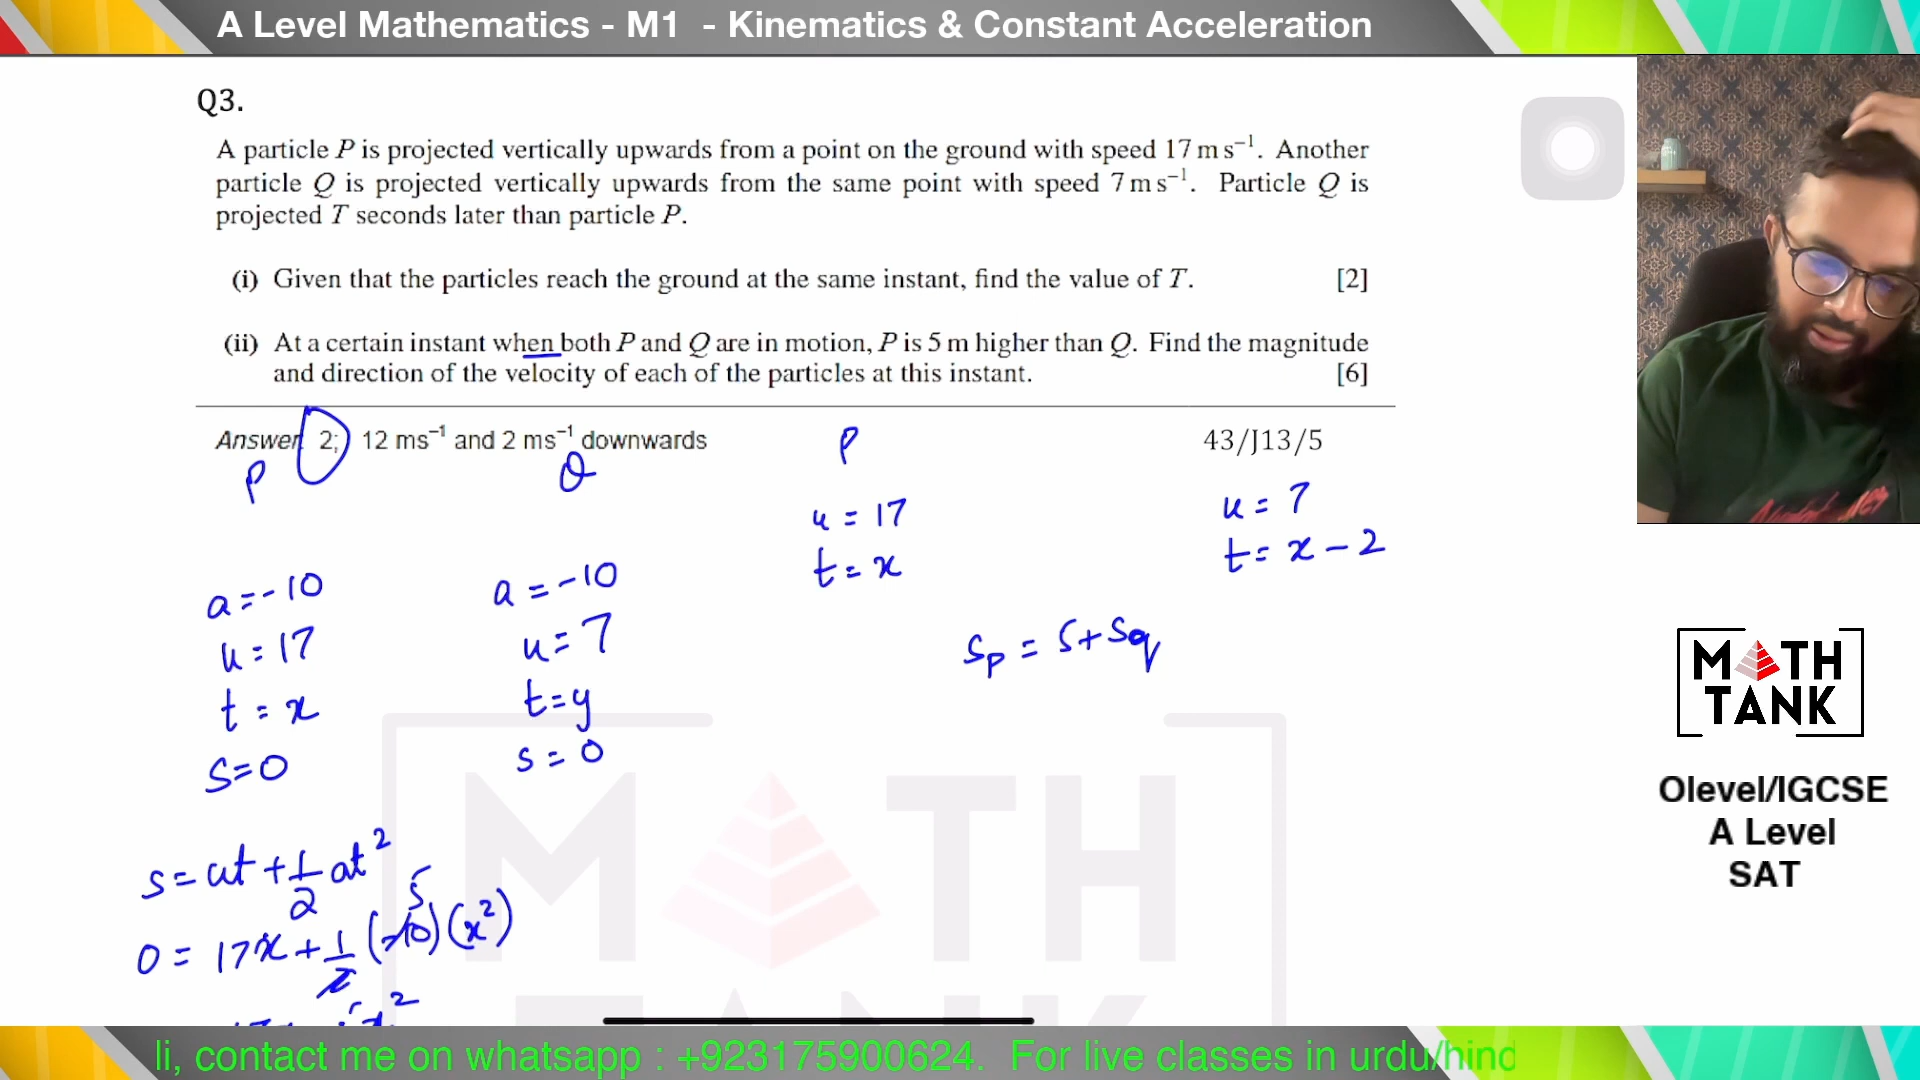 A Level Mathematics - M1 - Kinematics & Constant Acceleration
Q3.
A particle P is projected vertically upwards from a point on the ground with speed 17 m s⁻¹. Another
particle Q is projected vertically upwards from the same point with speed 7 m s⁻¹. Particle Q is
projected T seconds later than particle P.
(i) Given that the particles reach the ground at the same instant, find the value of T. [2]
(ii) At a certain instant when both P and Q are in motion, P is 5 m higher than Q. Find the magnitude
and direction of the velocity of each of the particles at this instant. [6]
Answer: 2; 12 ms⁻¹ and 2 ms⁻¹ downwards 43/J13/5
P
a = -10
u = 17
t = x
S = 0
Q
a = -10
u = 7
t = y
s = 0
s = ut + 1/2 at²
0 = 17x + 1/2 (-10)(x²)
5
P
u = 17
t = x
u = 7
t = x - 2
Sp = 5 + Sq
MATH
TANK
Olevel/IGCSE
A Level
SAT
MATH
li, contact me on whatsapp : +923175900624. For live classes in urdu/hind